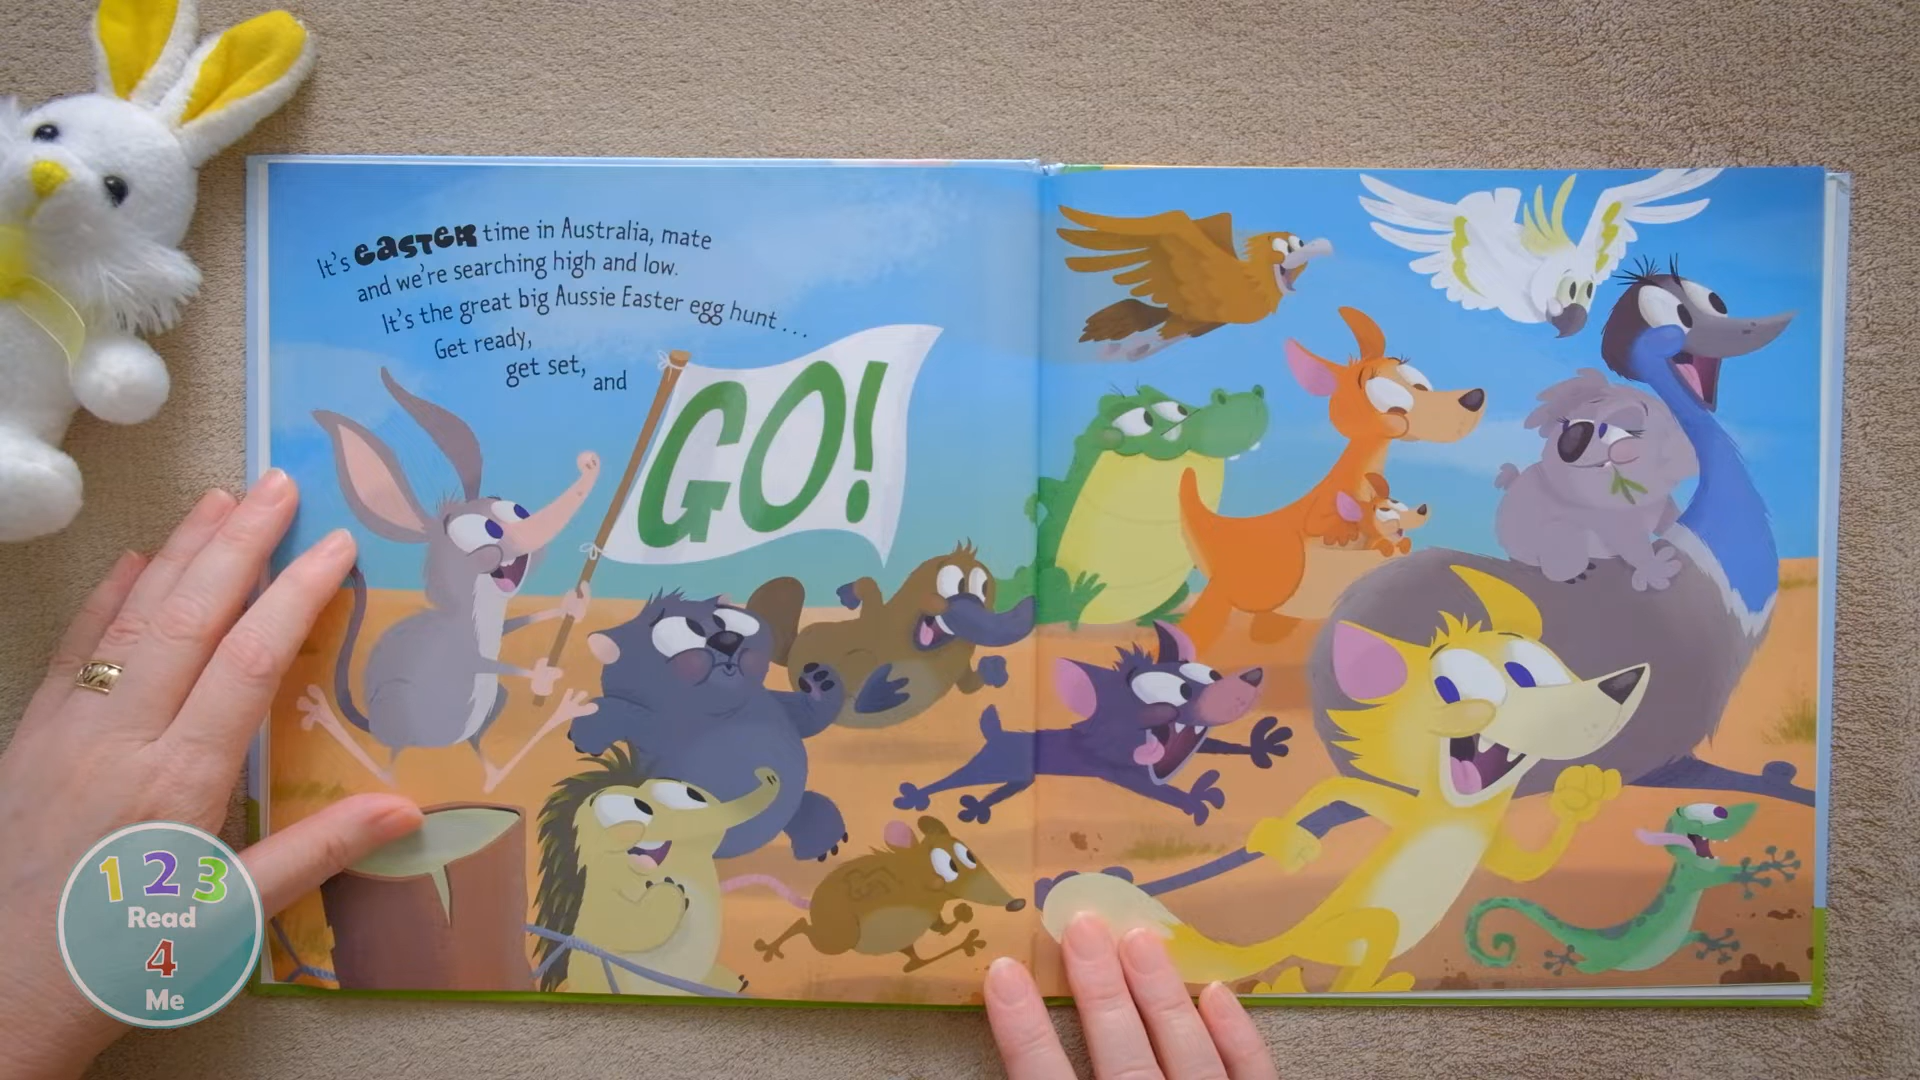 It's EASTER time in Australia, mate
and we're searching high and low.
It's the great big Aussie Easter egg hunt...
Get ready,
get set, and
GO!
1 2 3
Read
4
Me